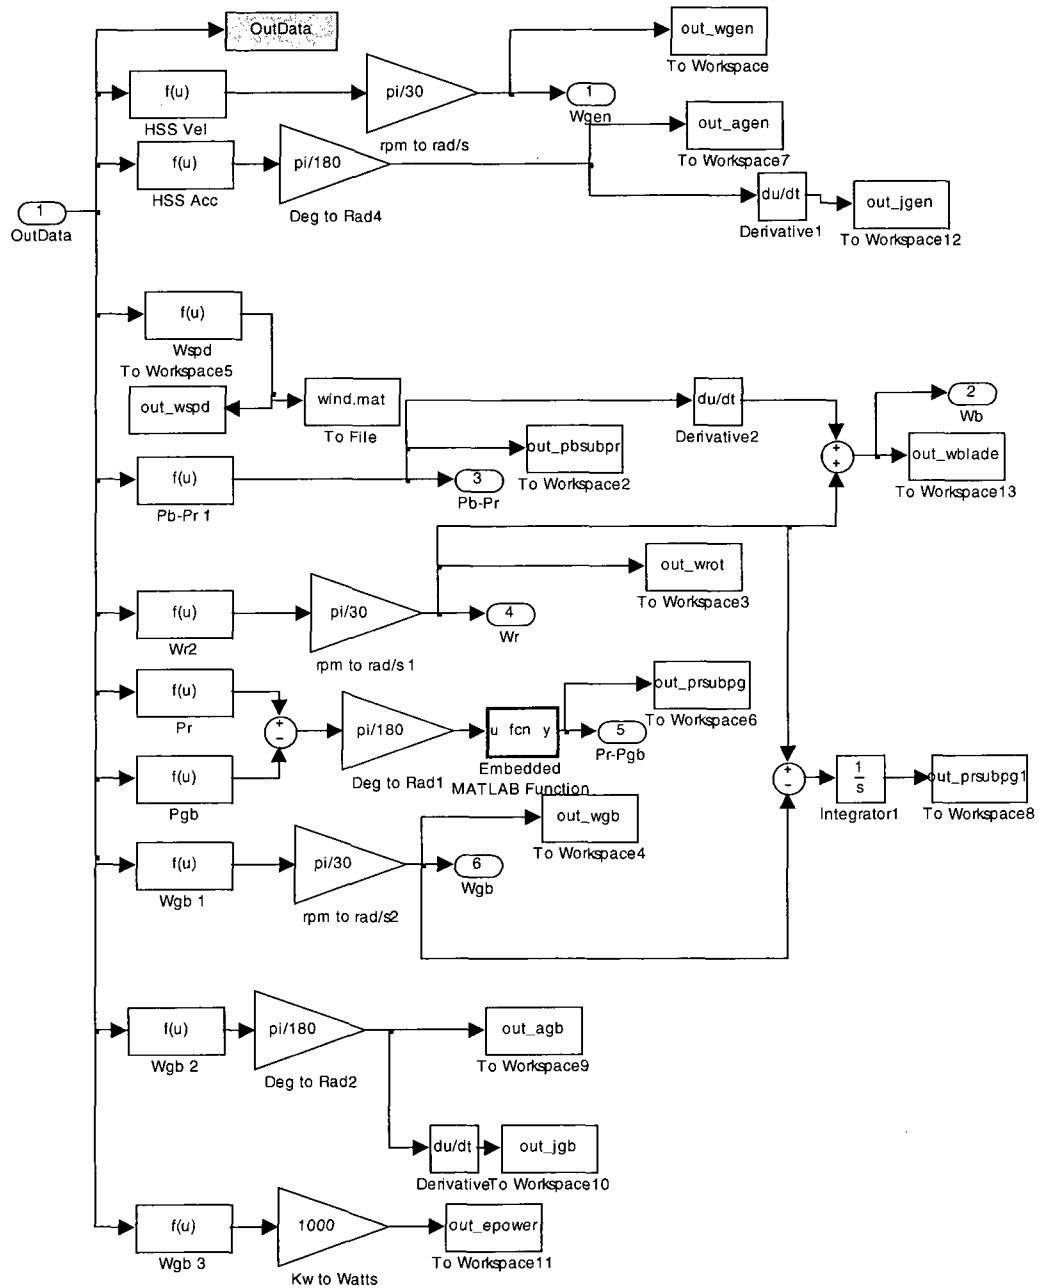 OutData
out_wgen
To Workspace
f(u)
HSS Vel
pi/30
rpm to rad/s
1
Wgen
out_agen
To Workspace7
f(u)
HSS Acc
pi/180
Deg to Rad4
du/dt
Derivative1
out_jgen
To Workspace12
1
OutData
f(u)
Wspd
To Workspace5
out_wspd
wind.mat
To File
du/dt
Derivative2
2
Wb
+
+
out_wblade
To Workspace13
out_pbsubpr
To Workspace2
f(u)
Pb-Pr 1
3
Pb-Pr
out_wrot
To Workspace3
f(u)
Wr2
pi/30
rpm to rad/s1
4
Wr
f(u)
Pr
+
−
pi/180
Deg to Rad1
u fcn y
Embedded
MATLAB Function
out_prsubpg
To Workspace6
5
Pr-Pgb
f(u)
Pgb
+
−
1
s
Integrator1
out_prsubpg1
To Workspace8
out_wgb
To Workspace4
f(u)
Wgb 1
pi/30
rpm to rad/s2
6
Wgb
f(u)
Wgb 2
pi/180
Deg to Rad2
out_agb
To Workspace9
du/dt
Derivative
out_jgb
To Workspace10
f(u)
Wgb 3
1000
Kw to Watts
out_epower
To Workspace11